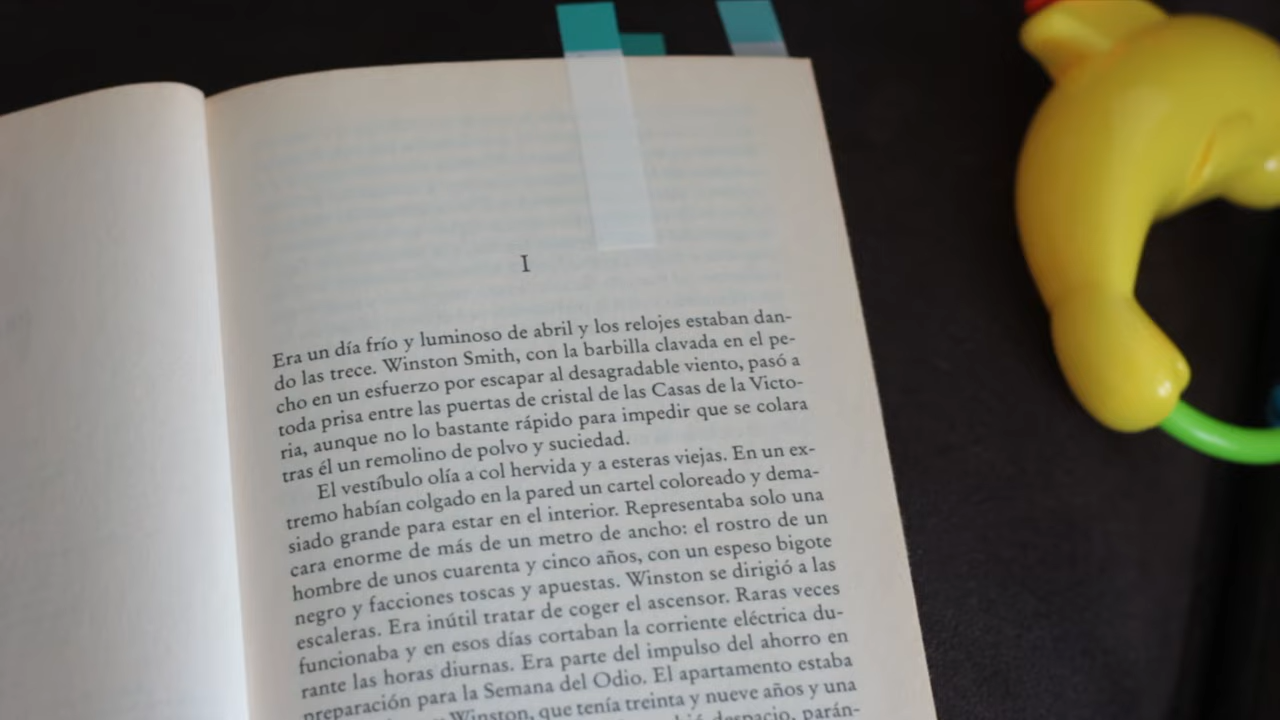 I
Era un día frío y luminoso de abril y los relojes estaban dan-
do las trece. Winston Smith, con la barbilla clavada en el pe-
cho en un esfuerzo por escapar al desagradable viento, pasó a
toda prisa entre las puertas de cristal de las Casas de la Victo-
ria, aunque no lo bastante rápido para impedir que se colara
tras él un remolino de polvo y suciedad.
El vestíbulo olía a col hervida y a esteras viejas. En un ex-
tremo habían colgado en la pared un cartel coloreado y dema-
siado grande para estar en el interior. Representaba solo una
cara enorme de más de un metro de ancho: el rostro de un
hombre de unos cuarenta y cinco años, con un espeso bigote
negro y facciones toscas y apuestas. Winston se dirigió a las
escaleras. Era inútil tratar de coger el ascensor. Raras veces
funcionaba y en esos días cortaban la corriente eléctrica du-
rante las horas diurnas. Era parte del impulso del ahorro en
preparación para la Semana del Odio. El apartamento estaba
Winston, que tenía treinta y nueve años y una
despacio, parán-